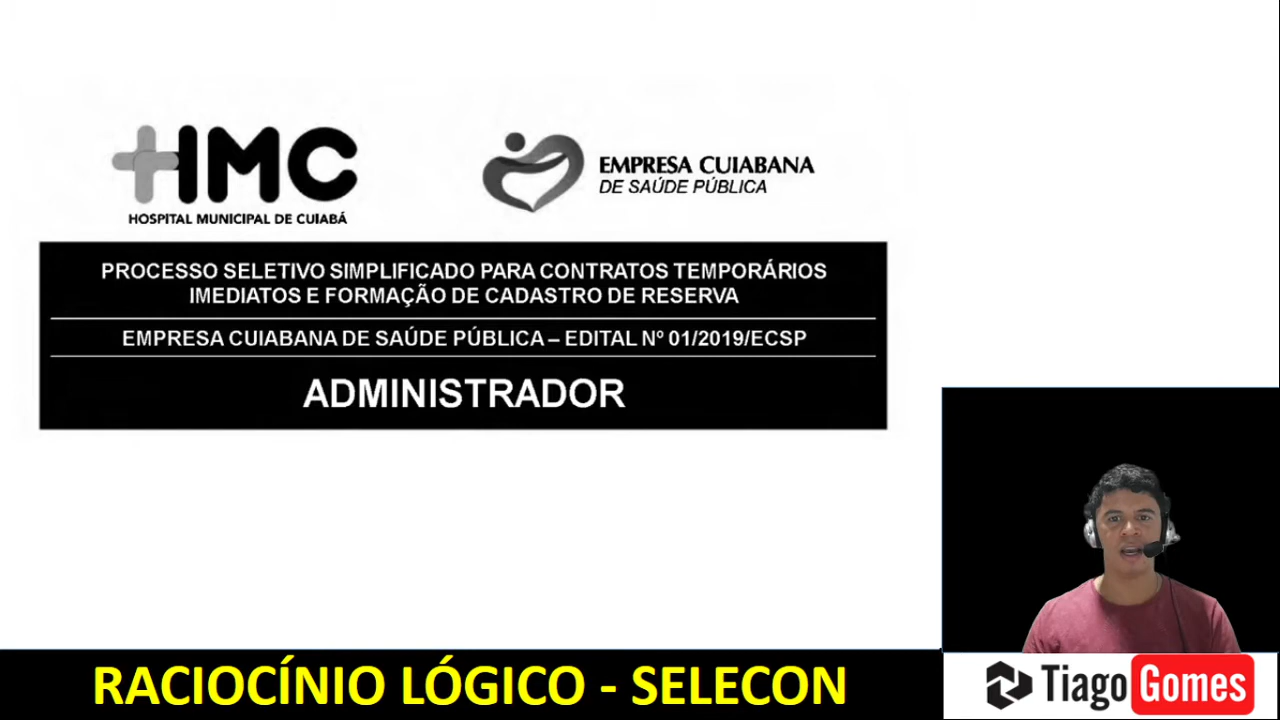 HMC
HOSPITAL MUNICIPAL DE CUIABÁ
EMPRESA CUIABANA
DE SAÚDE PÚBLICA
PROCESSO SELETIVO SIMPLIFICADO PARA CONTRATOS TEMPORÁRIOS
IMEDIATOS E FORMAÇÃO DE CADASTRO DE RESERVA
EMPRESA CUIABANA DE SAÚDE PÚBLICA – EDITAL Nº 01/2019/ECSP
ADMINISTRADOR
RACIOCÍNIO LÓGICO - SELECON
Tiago Gomes